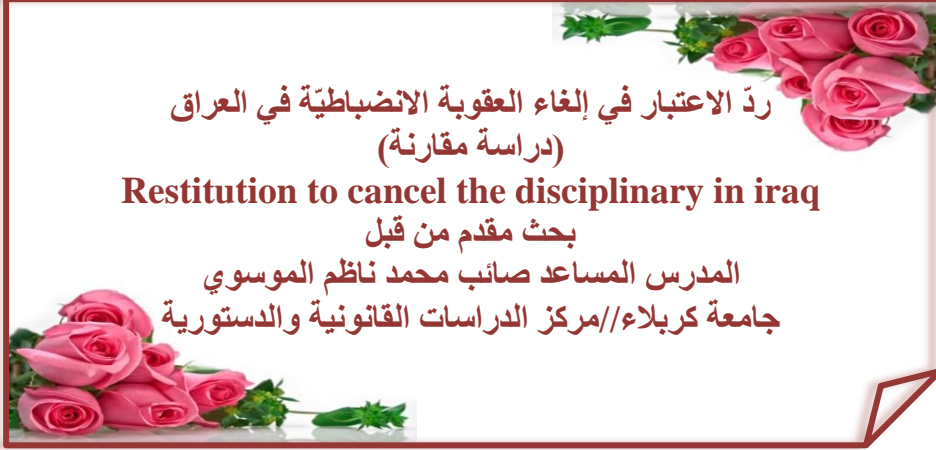 ردّ الاعتبار في إلغاء العقوبة الانضباطيّة في العراق
(دراسة مقارنة)
Restitution to cancel the disciplinary in iraq
بحث مقدم من قبل
المدرس المساعد صائب محمد ناظم الموسوي
جامعة كربلاء//مركز الدراسات القانونية والدستورية